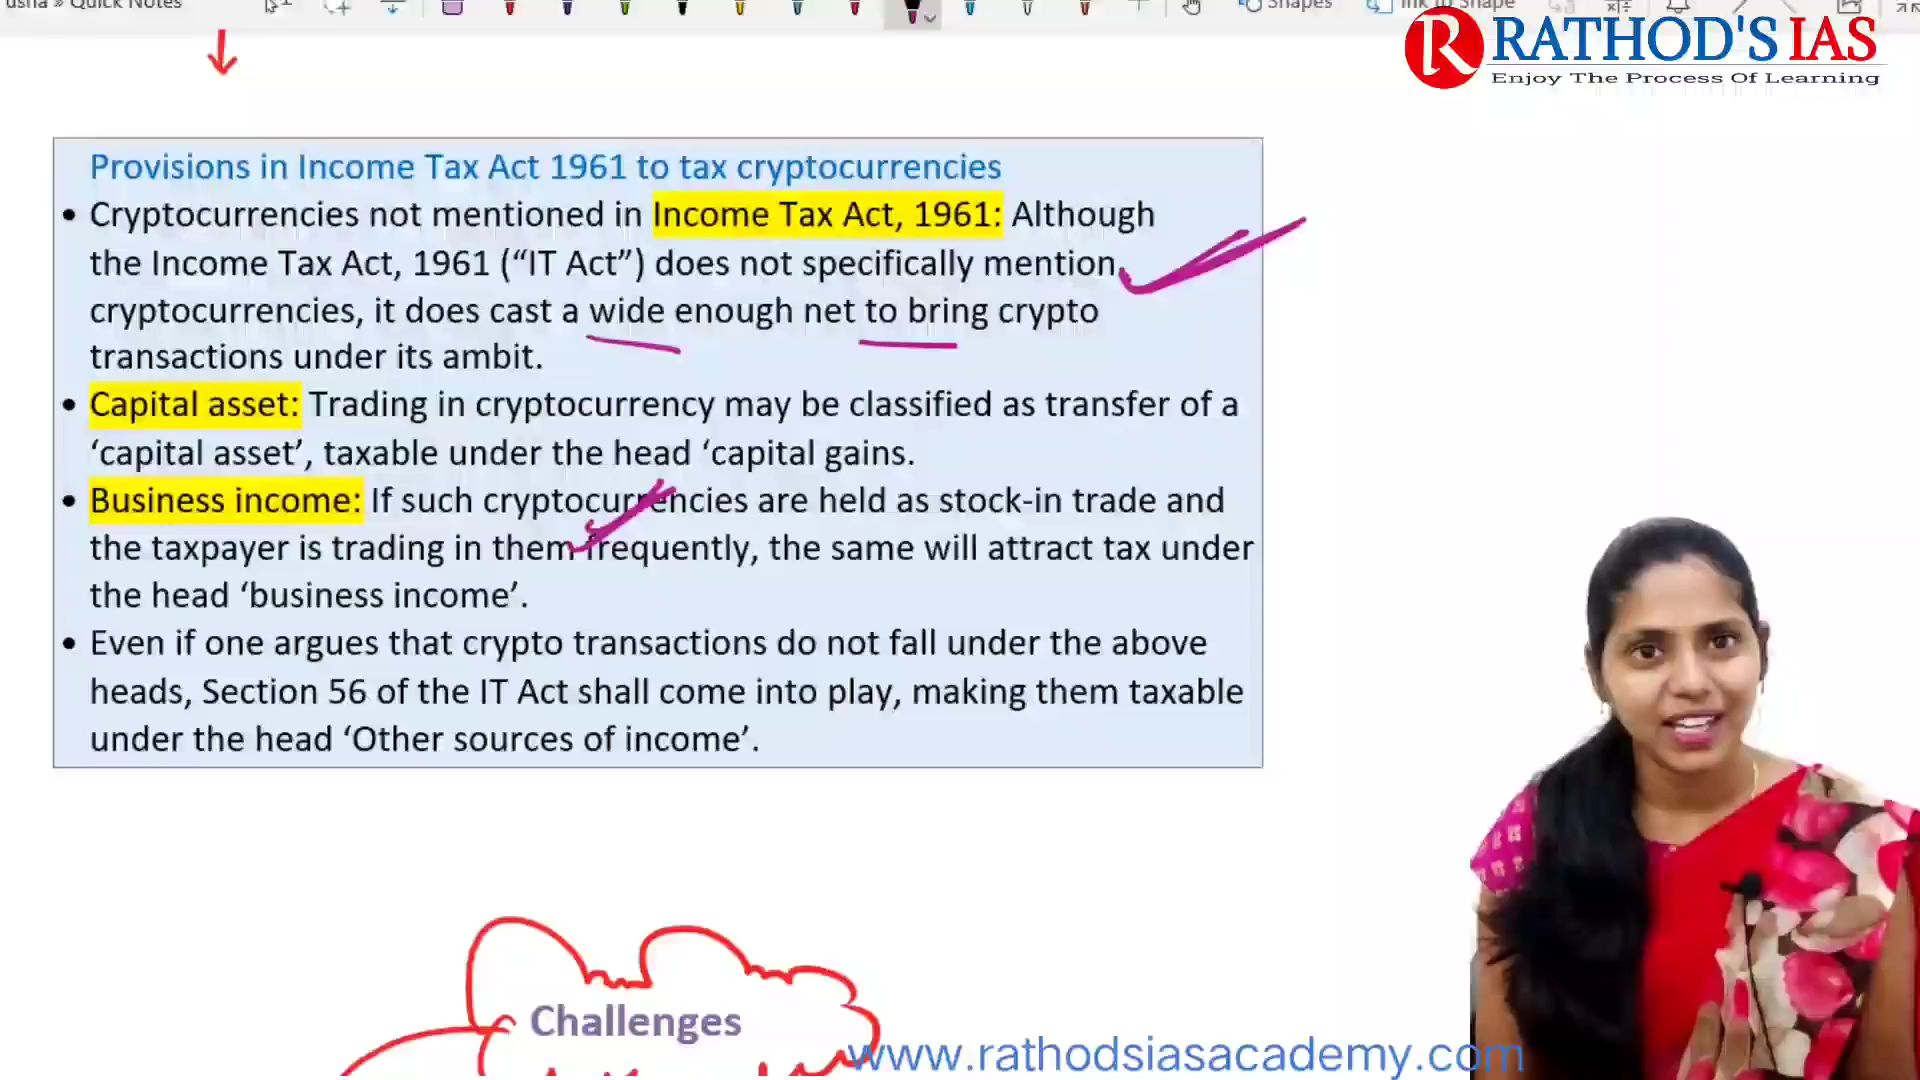 usha » Quick Notes
Shapes
Ink to Shape
RATHOD'S IAS
Enjoy The Process Of Learning
Provisions in Income Tax Act 1961 to tax cryptocurrencies
• Cryptocurrencies not mentioned in Income Tax Act, 1961: Although
the Income Tax Act, 1961 (“IT Act”) does not specifically mention
cryptocurrencies, it does cast a wide enough net to bring crypto
transactions under its ambit.
• Capital asset: Trading in cryptocurrency may be classified as transfer of a
‘capital asset’, taxable under the head ‘capital gains.
• Business income: If such cryptocurrencies are held as stock-in trade and
the taxpayer is trading in them frequently, the same will attract tax under
the head ‘business income’.
• Even if one argues that crypto transactions do not fall under the above
heads, Section 56 of the IT Act shall come into play, making them taxable
under the head ‘Other sources of income’.
Challenges
www.rathodsiasacademy.com